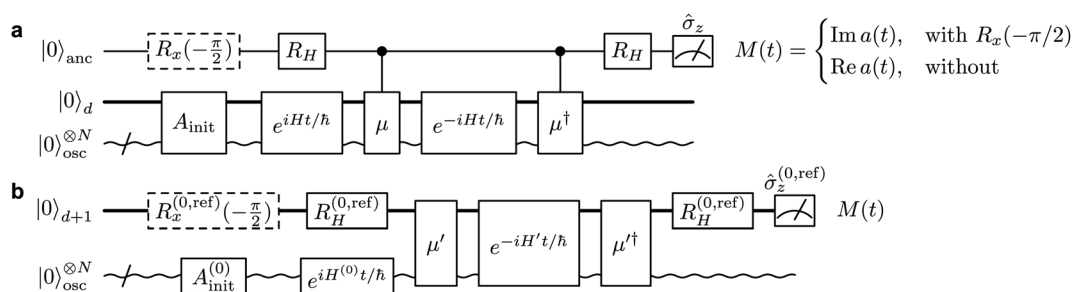 a
|0⟩anc Rx(−π/2) RH RH σ̂z M(t) = { Im a(t), with Rx(−π/2)
Re a(t), without
|0⟩d Ainit e^{iHt/ħ} μ e^{−iHt/ħ} μ†
|0⟩osc^{⊗N}
b
|0⟩d+1 Rx^{(0,ref)}(−π/2) RH^{(0,ref)} μ′ e^{−iH′t/ħ} μ′† RH^{(0,ref)} σ̂z^{(0,ref)} M(t)
|0⟩osc^{⊗N} Ainit^{(0)} e^{iH^{(0)}t/ħ}